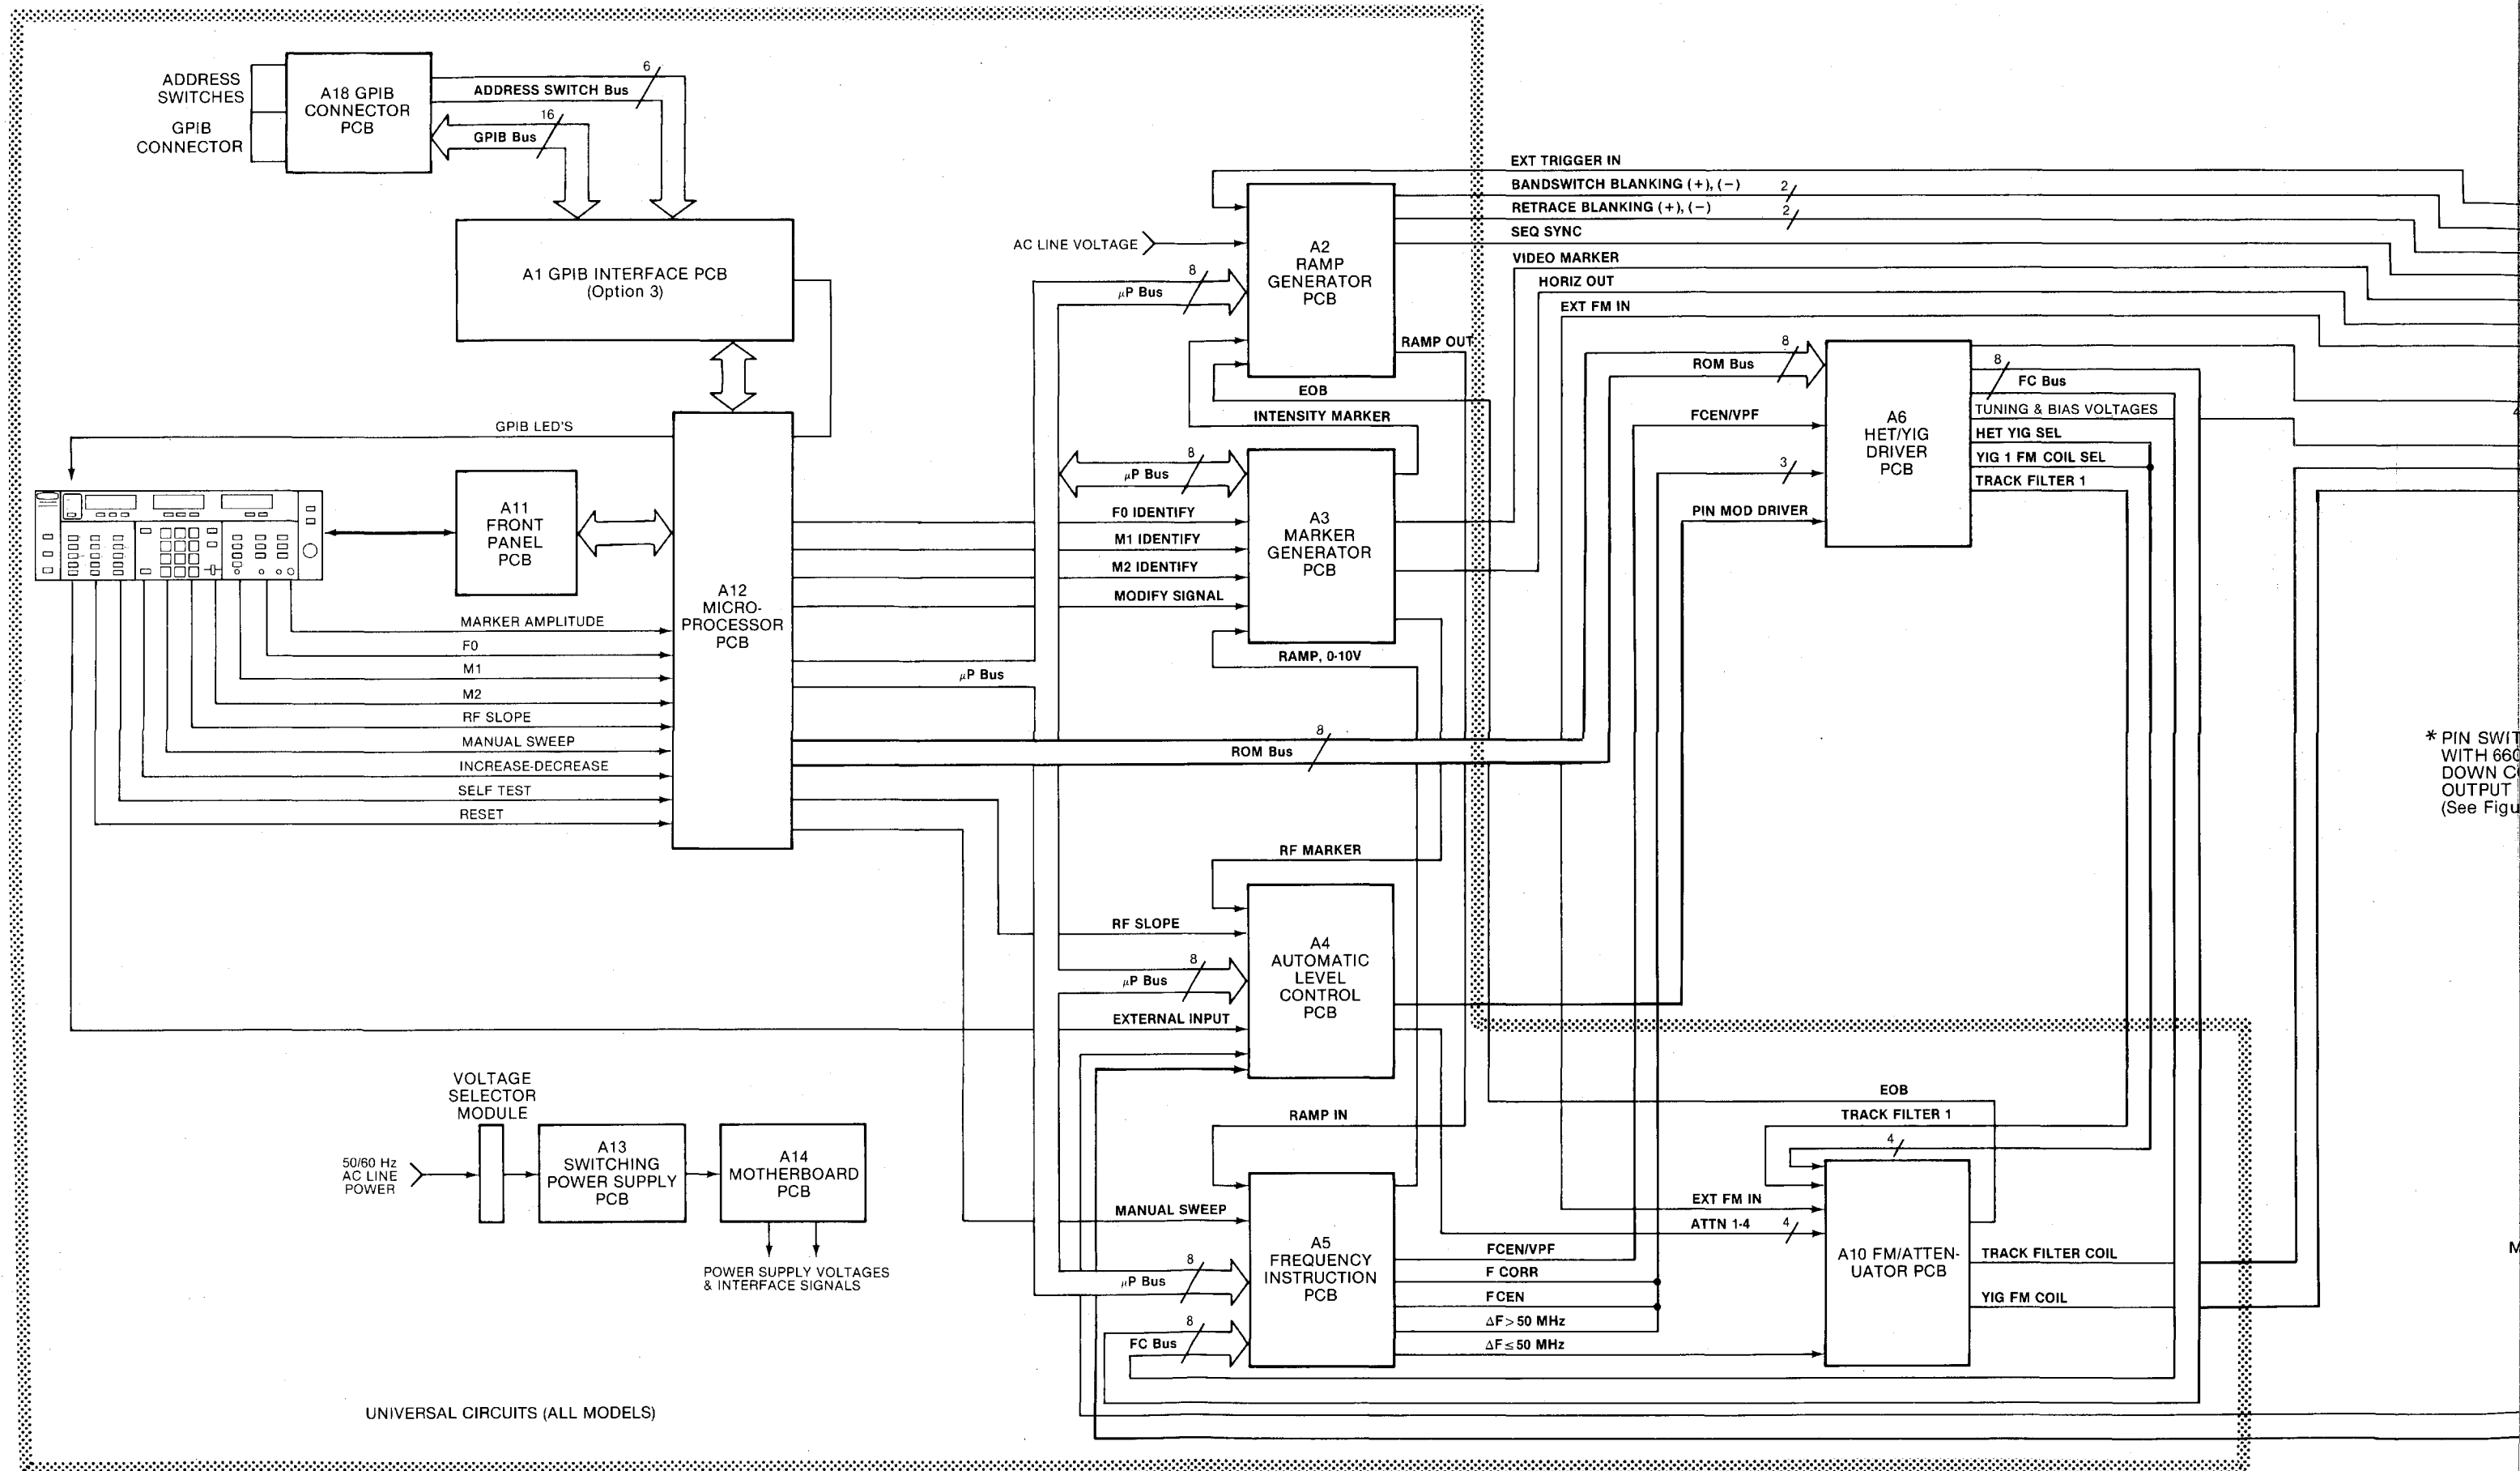 ADDRESS
SWITCHES
GPIB
CONNECTOR
A18 GPIB
CONNECTOR
PCB
6
ADDRESS SWITCH Bus
16
GPIB Bus
A1 GPIB INTERFACE PCB
(Option 3)
GPIB LED'S
A11
FRONT
PANEL
PCB
A12
MICRO-
PROCESSOR
PCB
MARKER AMPLITUDE
F0
M1
M2
RF SLOPE
MANUAL SWEEP
INCREASE-DECREASE
SELF TEST
RESET
VOLTAGE
SELECTOR
MODULE
50/60 Hz
AC LINE
POWER
A13
SWITCHING
POWER SUPPLY
PCB
A14
MOTHERBOARD
PCB
POWER SUPPLY VOLTAGES
& INTERFACE SIGNALS
UNIVERSAL CIRCUITS (ALL MODELS)
AC LINE VOLTAGE
8
μP Bus
A2
RAMP
GENERATOR
PCB
EXT TRIGGER IN
BANDSWITCH BLANKING (+), (−)
2
RETRACE BLANKING (+), (−)
2
SEQ SYNC
VIDEO MARKER
HORIZ OUT
EXT FM IN
RAMP OUT
EOB
INTENSITY MARKER
8
μP Bus
F0 IDENTIFY
M1 IDENTIFY
M2 IDENTIFY
MODIFY SIGNAL
A3
MARKER
GENERATOR
PCB
RAMP, 0-10V
μP Bus
8
ROM Bus
RF MARKER
RF SLOPE
8
μP Bus
EXTERNAL INPUT
A4
AUTOMATIC
LEVEL
CONTROL
PCB
RAMP IN
MANUAL SWEEP
8
μP Bus
8
FC Bus
A5
FREQUENCY
INSTRUCTION
PCB
FCEN/VPF
F CORR
FCEN
ΔF>50 MHz
ΔF≤50 MHz
8
ROM Bus
FCEN/VPF
3
PIN MOD DRIVER
A6
HET/YIG
DRIVER
PCB
8
FC Bus
TUNING & BIAS VOLTAGES
HET YIG SEL
YIG 1 FM COIL SEL
TRACK FILTER 1
EOB
TRACK FILTER 1
4
EXT FM IN
ATTN 1-4
4
A10 FM/ATTEN-
UATOR PCB
TRACK FILTER COIL
YIG FM COIL
* PIN SWIT
WITH 660
DOWN C
OUTPUT
(See Figu
M